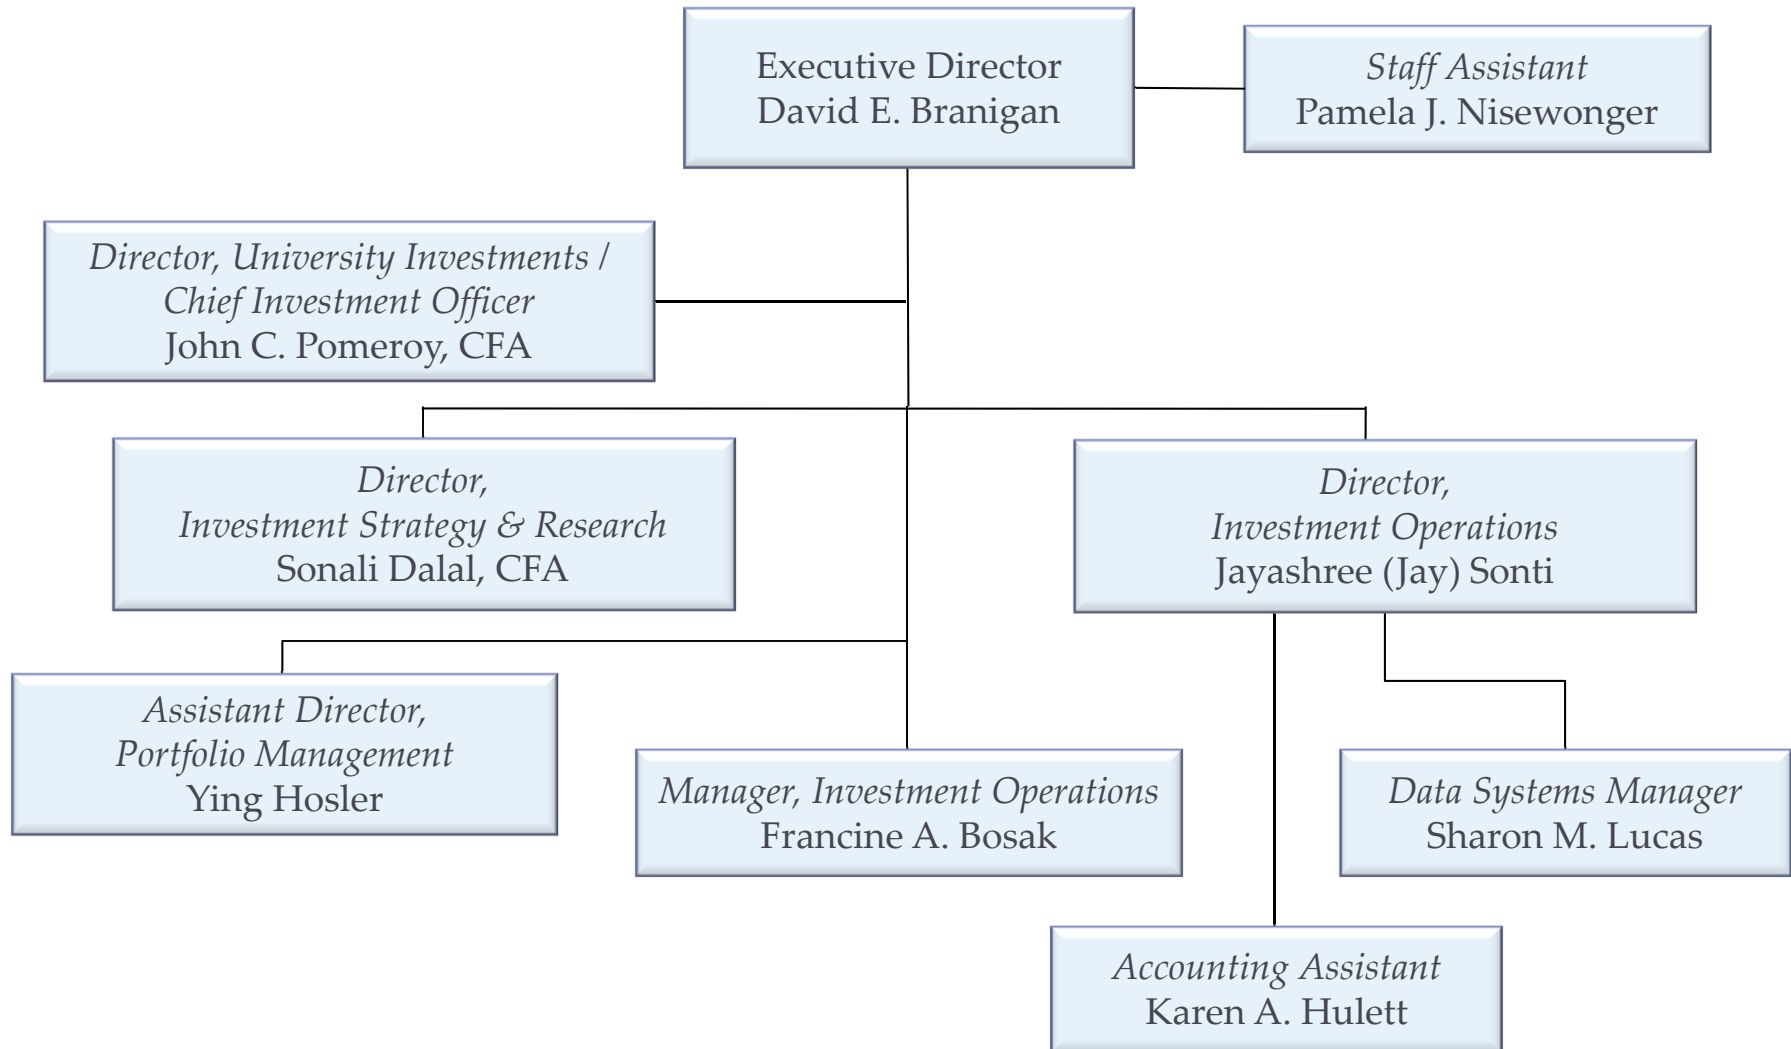 Executive Director
David E. Branigan
Staff Assistant
Pamela J. Nisewonger
Director, University Investments /
Chief Investment Officer
John C. Pomeroy, CFA
Director,
Investment Strategy & Research
Sonali Dalal, CFA
Director,
Investment Operations
Jayashree (Jay) Sonti
Assistant Director,
Portfolio Management
Ying Hosler
Manager, Investment Operations
Francine A. Bosak
Data Systems Manager
Sharon M. Lucas
Accounting Assistant
Karen A. Hulett